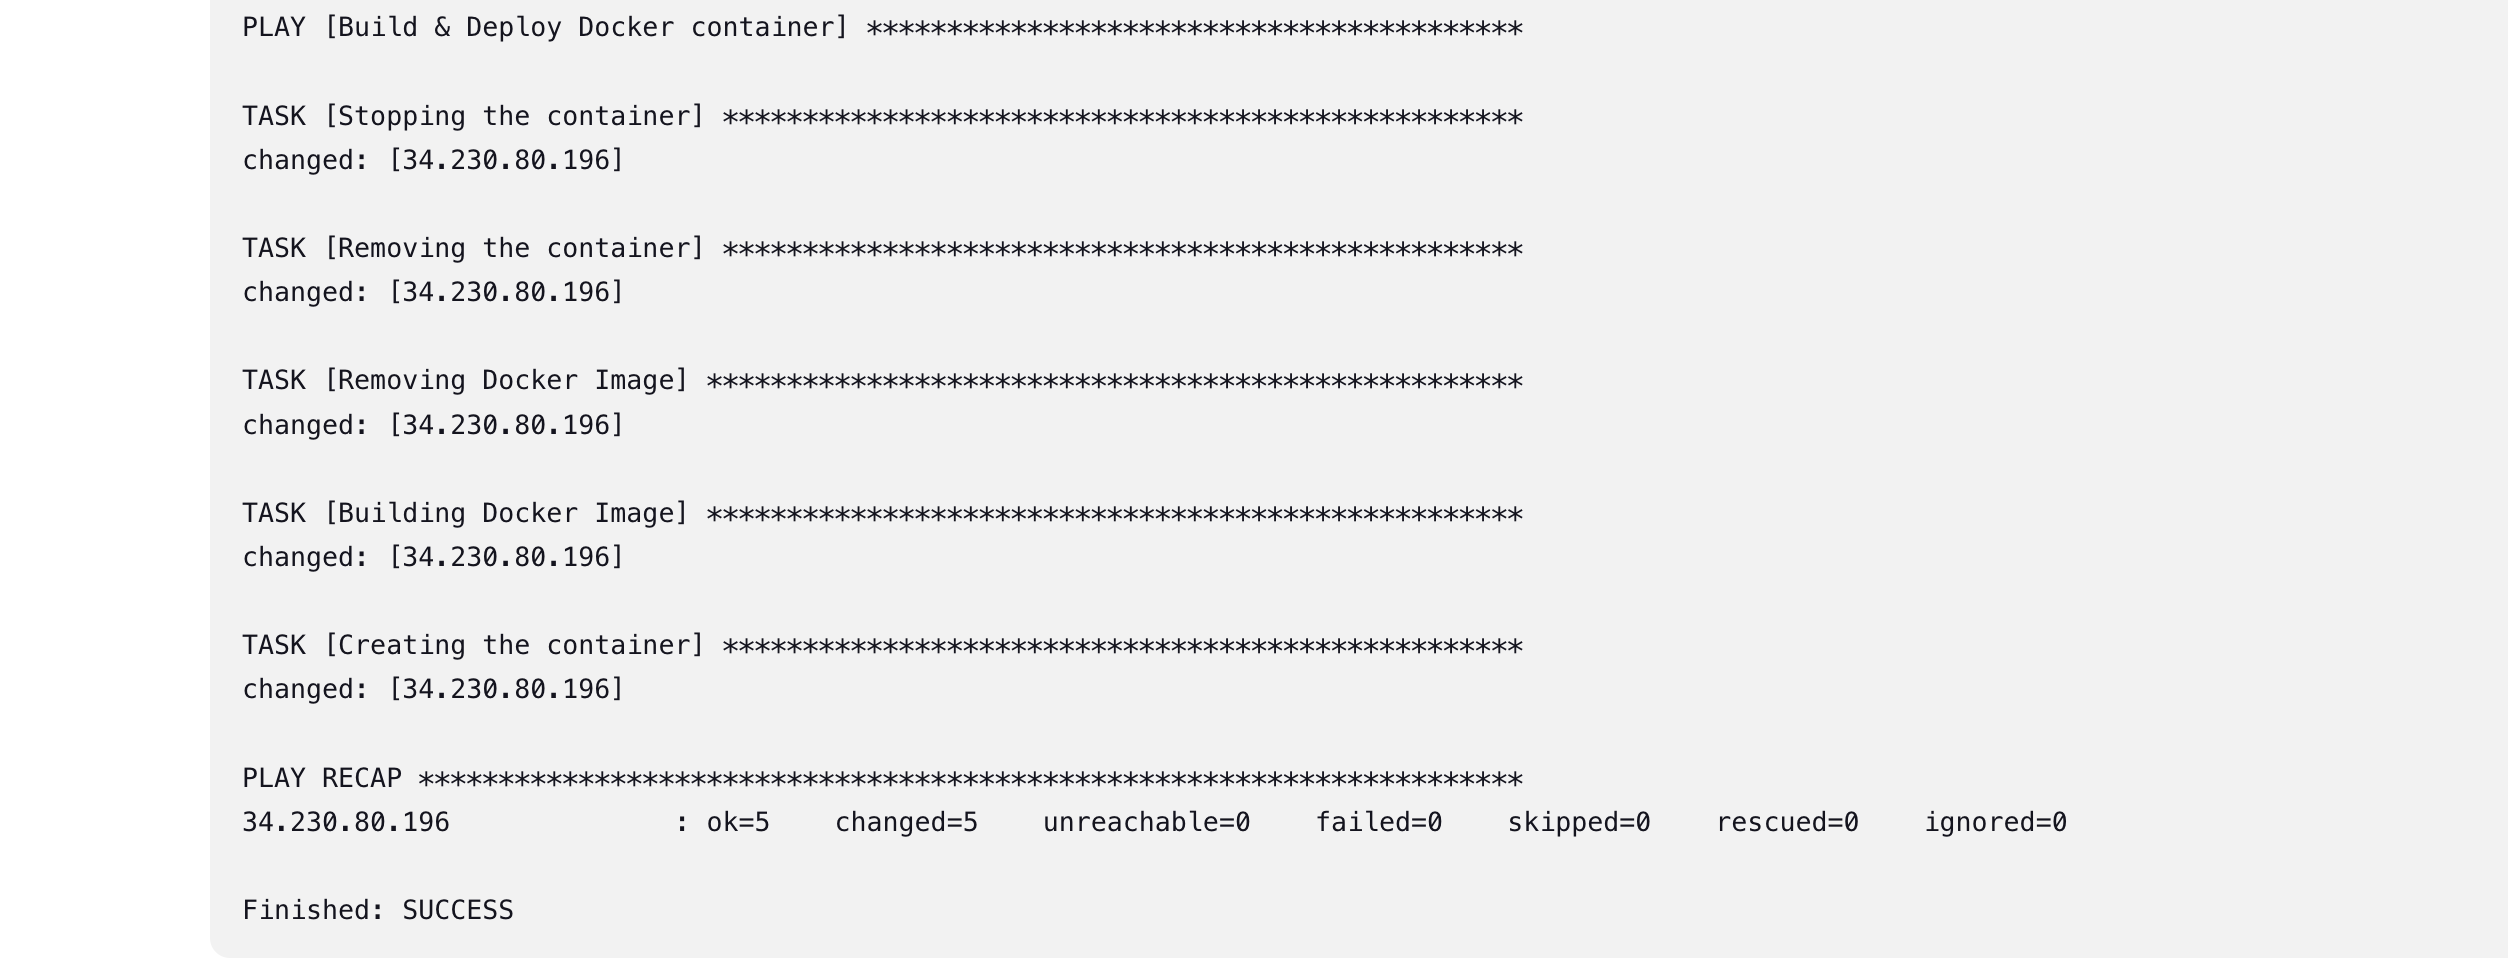 PLAY [Build & Deploy Docker container] *****************************************
TASK [Stopping the container] **************************************************
changed: [34.230.80.196]
TASK [Removing the container] **************************************************
changed: [34.230.80.196]
TASK [Removing Docker Image] ***************************************************
changed: [34.230.80.196]
TASK [Building Docker Image] ***************************************************
changed: [34.230.80.196]
TASK [Creating the container] **************************************************
changed: [34.230.80.196]
PLAY RECAP *********************************************************************
34.230.80.196              : ok=5    changed=5    unreachable=0    failed=0    skipped=0    rescued=0    ignored=0
Finished: SUCCESS